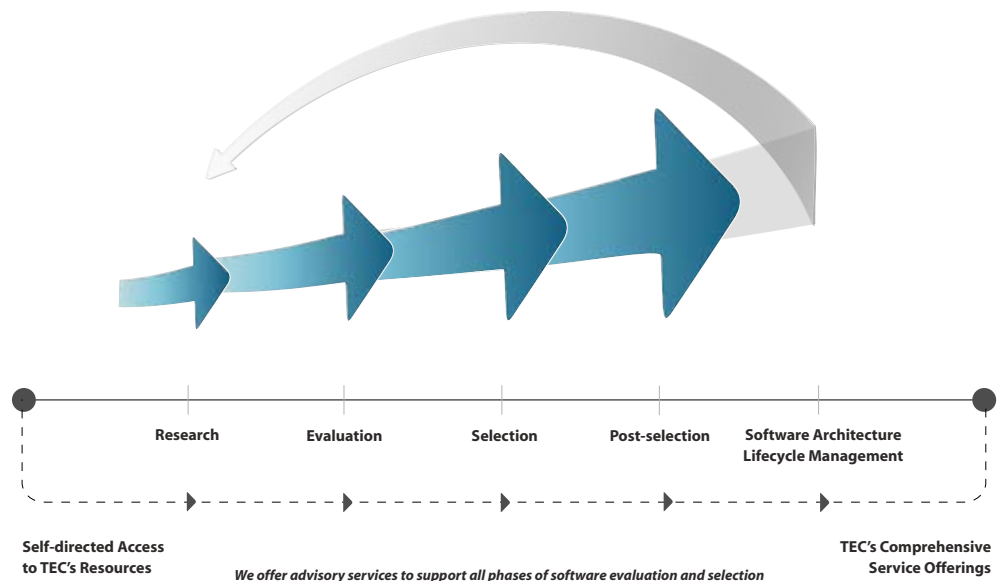 Research
Evaluation
Selection
Post-selection
Software Architecture
Lifecycle Management
Self-directed Access
to TEC's Resources
TEC's Comprehensive
Service Offerings
We offer advisory services to support all phases of software evaluation and selection